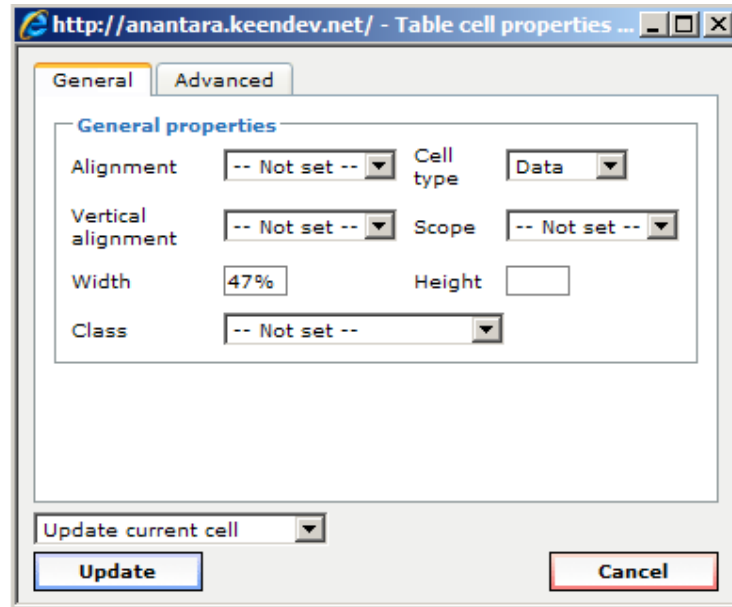 http://anantara.keendev.net/ - Table cell properties ...
General Advanced
General properties
Alignment -- Not set -- Cell type Data
Vertical alignment -- Not set -- Scope -- Not set --
Width 47% Height
Class -- Not set --
Update current cell
Update Cancel